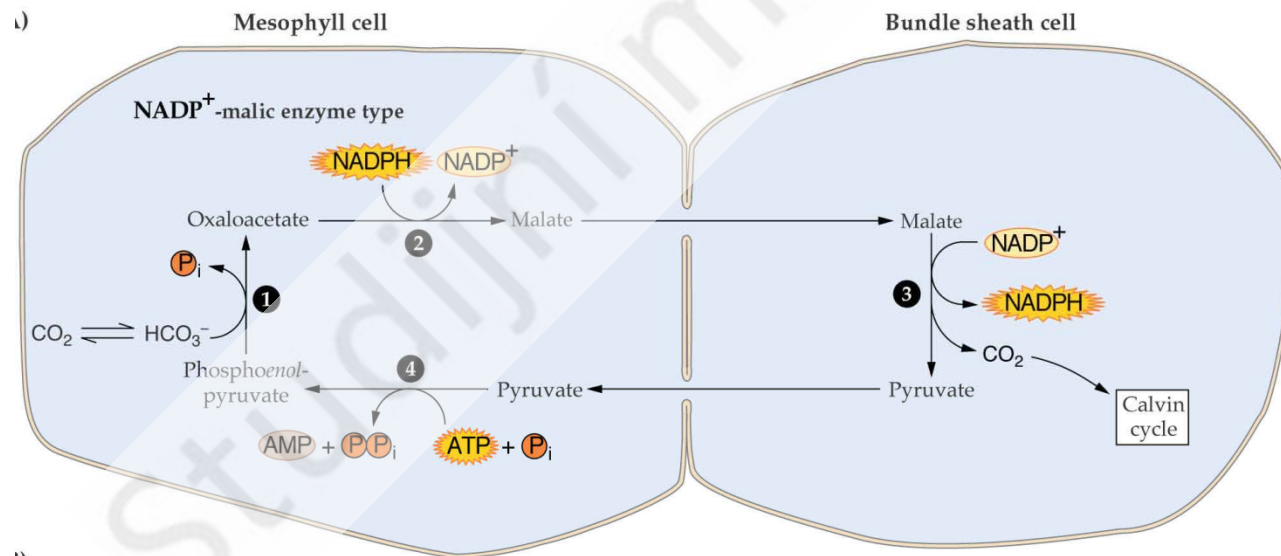 A)
Mesophyll cell
Bundle sheath cell
NADP⁺-malic enzyme type
NADPH NADP⁺
Oxaloacetate
Malate
Malate
2
NADP⁺
Pᵢ
1
3
NADPH
CO₂
HCO₃⁻
CO₂
Phosphoenol-
pyruvate
4
Pyruvate
Pyruvate
Calvin
cycle
AMP + PPᵢ
ATP + Pᵢ
Studijní m